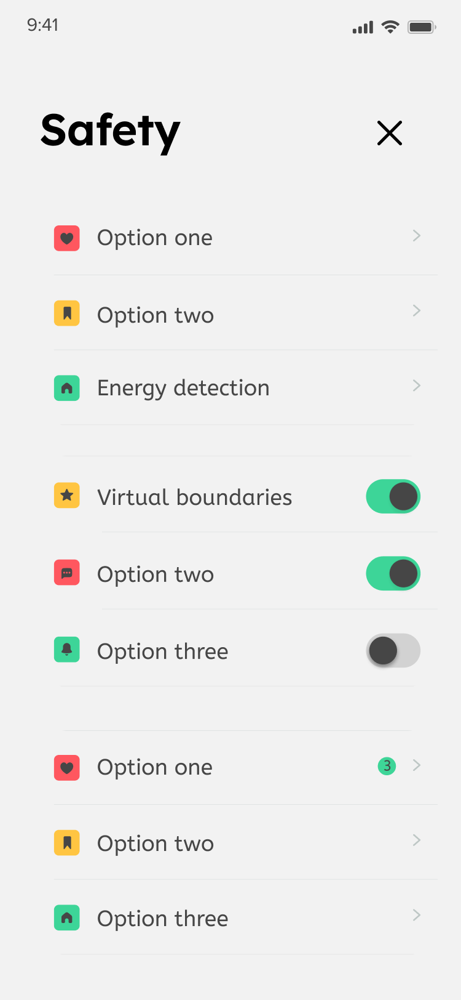 9:41
Safety
Option one
Option two
Energy detection
Virtual boundaries
Option two
Option three
Option one 3
Option two
Option three